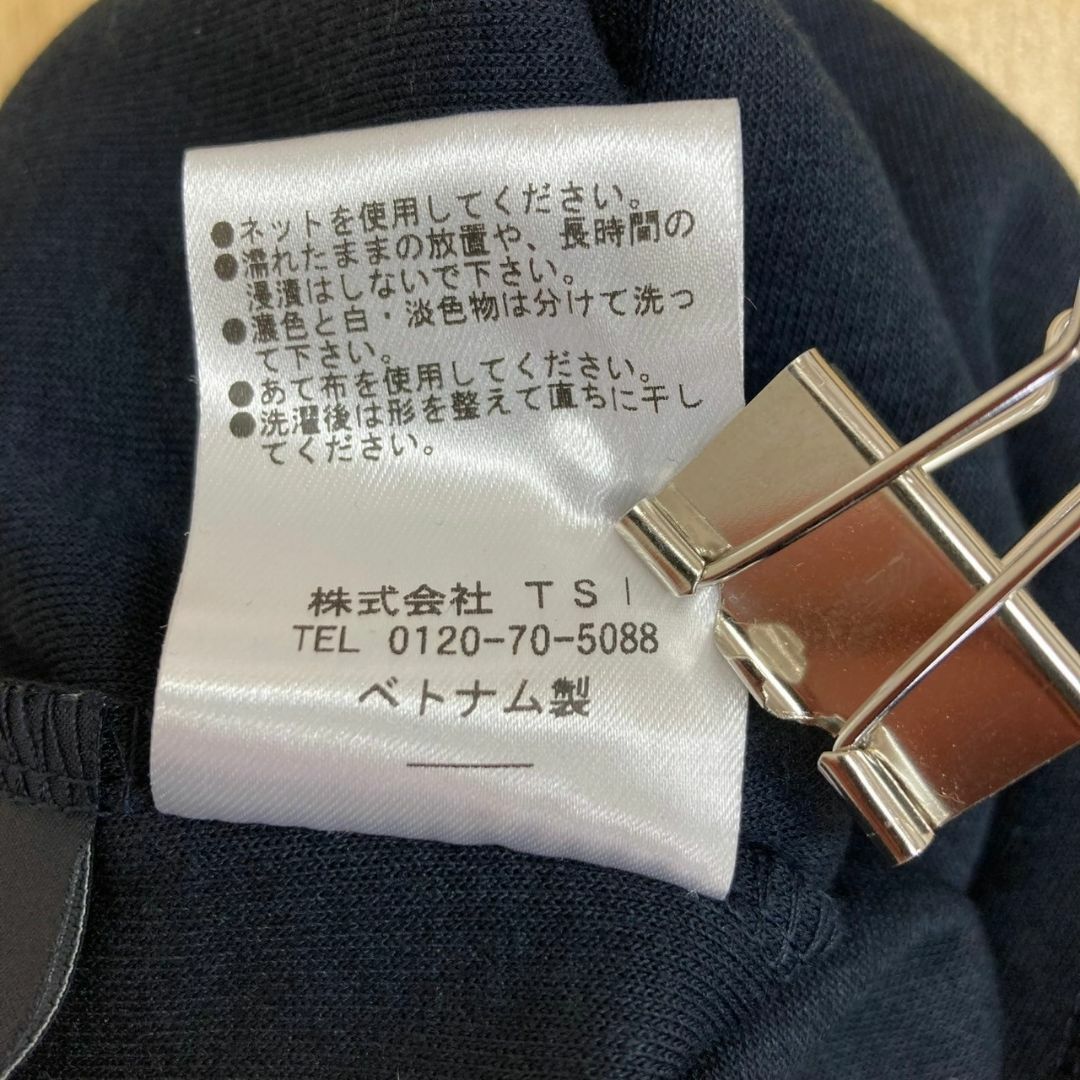 ●ネットを使用してください。
●濡れたままの放置や、長時間の
浸漬はしないで下さい。
●濃色と白・淡色物は分けて洗っ
て下さい。
●あて布を使用してください。
●洗濯後は形を整えて直ちに干し
てください。
株式会社 TSI
TEL 0120-70-5088
ベトナム製